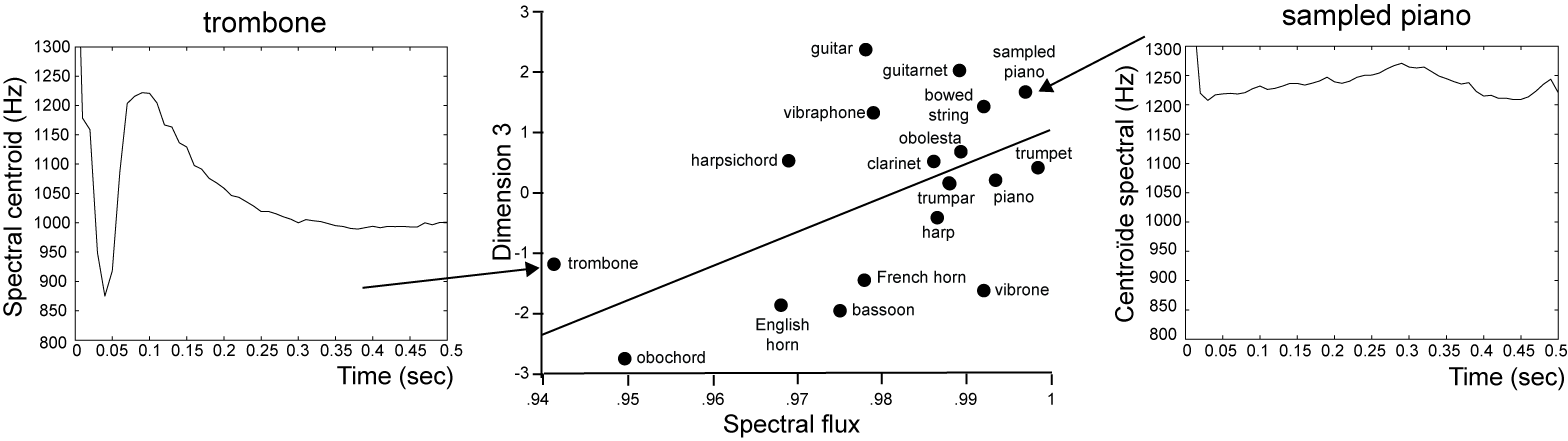 trombone
Spectral centroid (Hz)
1300
1250
1200
1150
1100
1050
1000
950
900
850
800
0 0.05 0.1 0.15 0.2 0.25 0.3 0.35 0.4 0.45 0.5
Time (sec)
Dimension 3
3
2
1
0
-1
-2
-3
guitar
guitarnet
sampled
piano
bowed
string
vibraphone
obolesta
harpsichord
clarinet
trumpet
trumpar
piano
harp
trombone
French horn
vibrone
English
horn
bassoon
obochord
.94 .95 .96 .97 .98 .99 1
Spectral flux
sampled piano
Centroïde spectral (Hz)
1300
1250
1200
1150
1100
1050
1000
950
900
850
800
0 0.05 0.1 0.15 0.2 0.25 0.3 0.35 0.4 0.45 0.5
Time (sec)